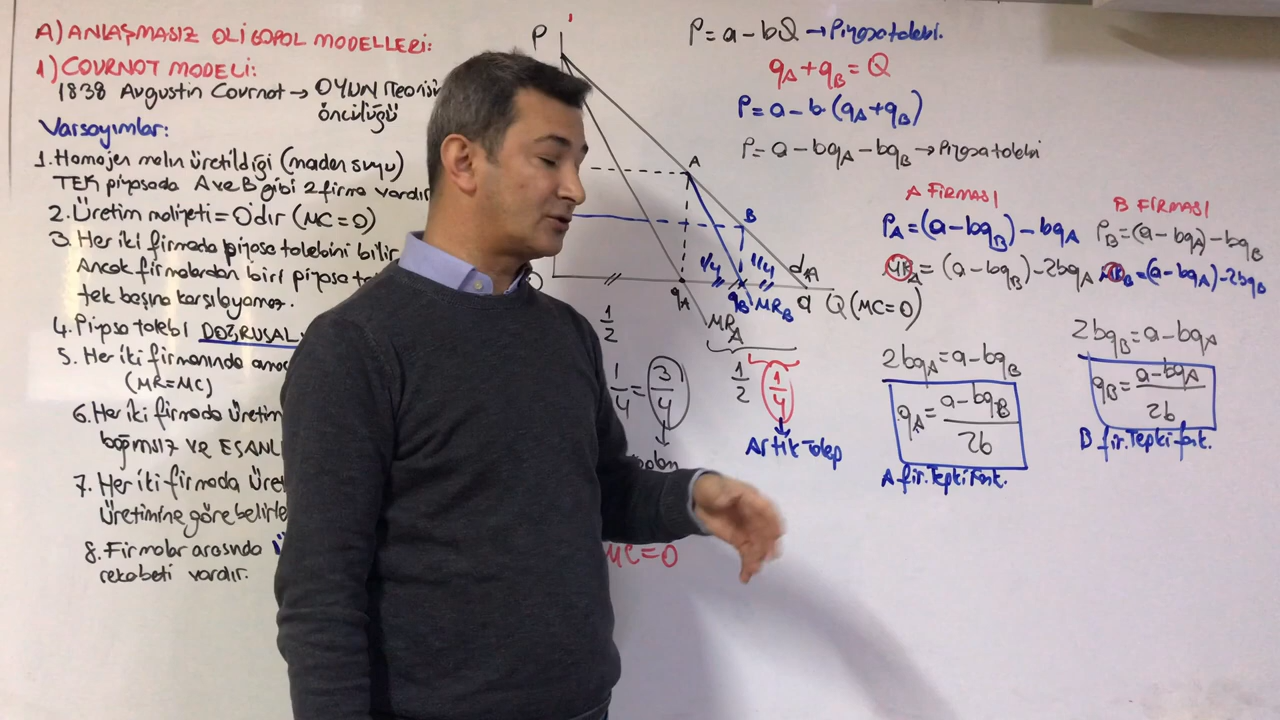 A) ANLAŞMASIZ OLİGOPOL MODELLERİ:
1) COURNOT MODELİ:
1838 Augustin Cournot → OYUN Teorisi
öncülüğü
Varsayımlar:
1. Homojen malın üretildiği (maden suyu)
TEK piyasada A ve B gibi 2 firma vardır
2. Üretim maliyeti = 0'dır (MC=0)
3. Her iki firmada piyasa talebini bilir
Ancak firmalardan biri piyasa
tek başına karşılayamaz.
4. Piyasa talebi DOĞRUSAL
5. Her iki firmanında
(MR=MC)
6. Her iki firmada üretim
bağımsız VE EŞANL
7. Her iki firmada üre
üretimine göre belirle
8. Firmalar arasında
rekabeti vardır.
P
A
B
dA
qA
qB
MRB
a
Q (MC=0)
MRA
1/4
1/4
1/2
1/4 = 3/4
1/2
1/4
Artık talep
MC=0
P=a-bQ → Piyasa talebi.
qA+qB=Q
P=a-b.(qA+qB)
P=a-bqA-bqB → Piyasa talebi
A FİRMASI
PA=(a-bqB)-bqA
MRA=(a-bqB)-2bqA
2bqA=a-bqB
qA=a-bqB/2b
A fir. Tepki Fonk.
B FİRMASI
PB=(a-bqA)-bqB
MRB=(a-bqA)-2bqB
2bqB=a-bqA
qB=a-bqA/2b
B fir. Tepki fonk.